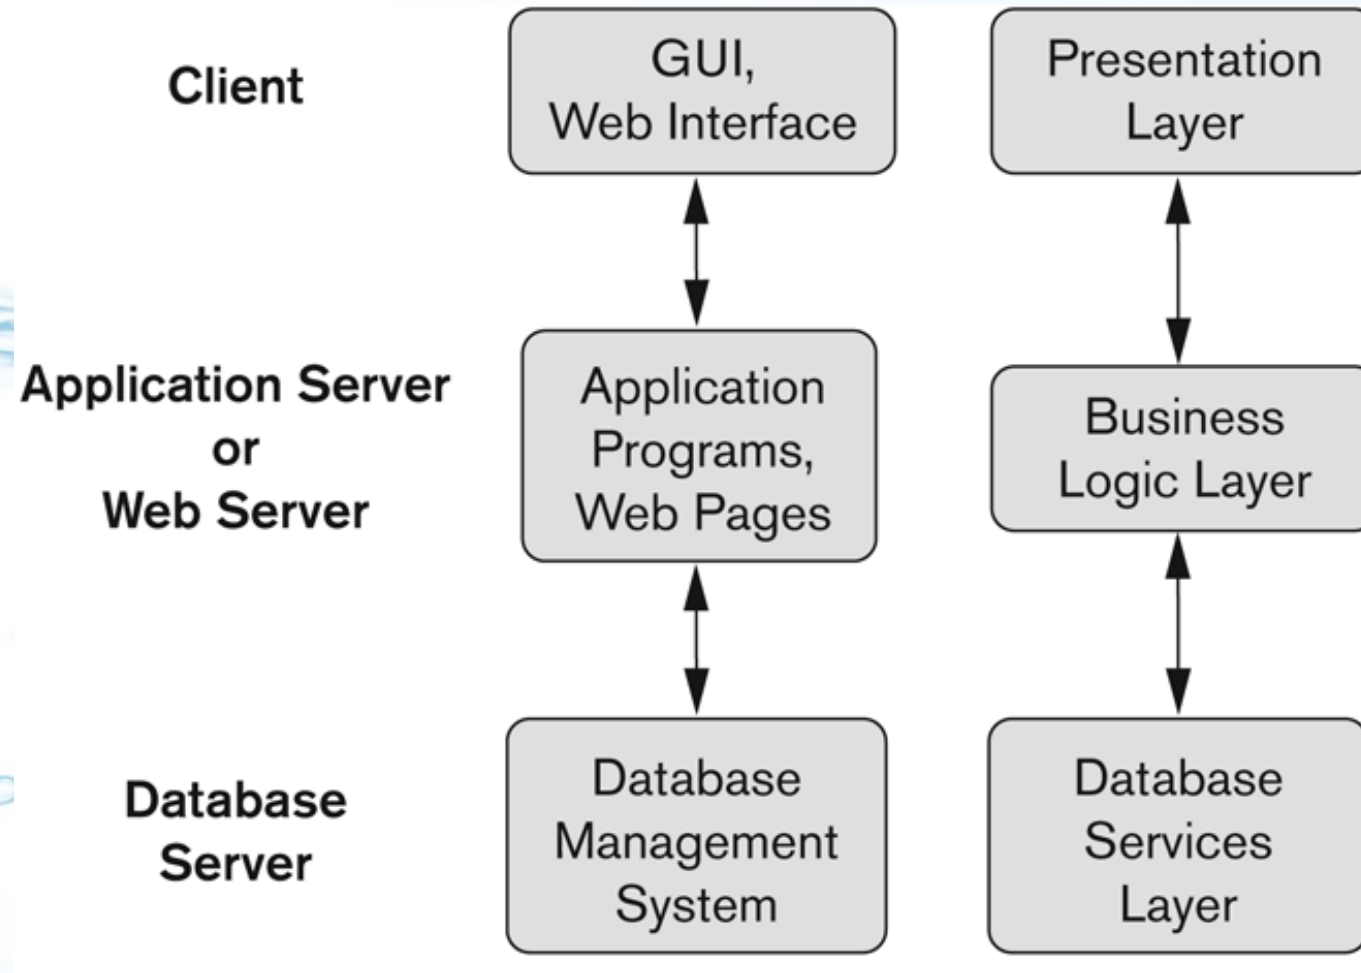 Client
GUI,
Web Interface
Presentation
Layer
Application Server
or
Web Server
Application
Programs,
Web Pages
Business
Logic Layer
Database
Server
Database
Management
System
Database
Services
Layer